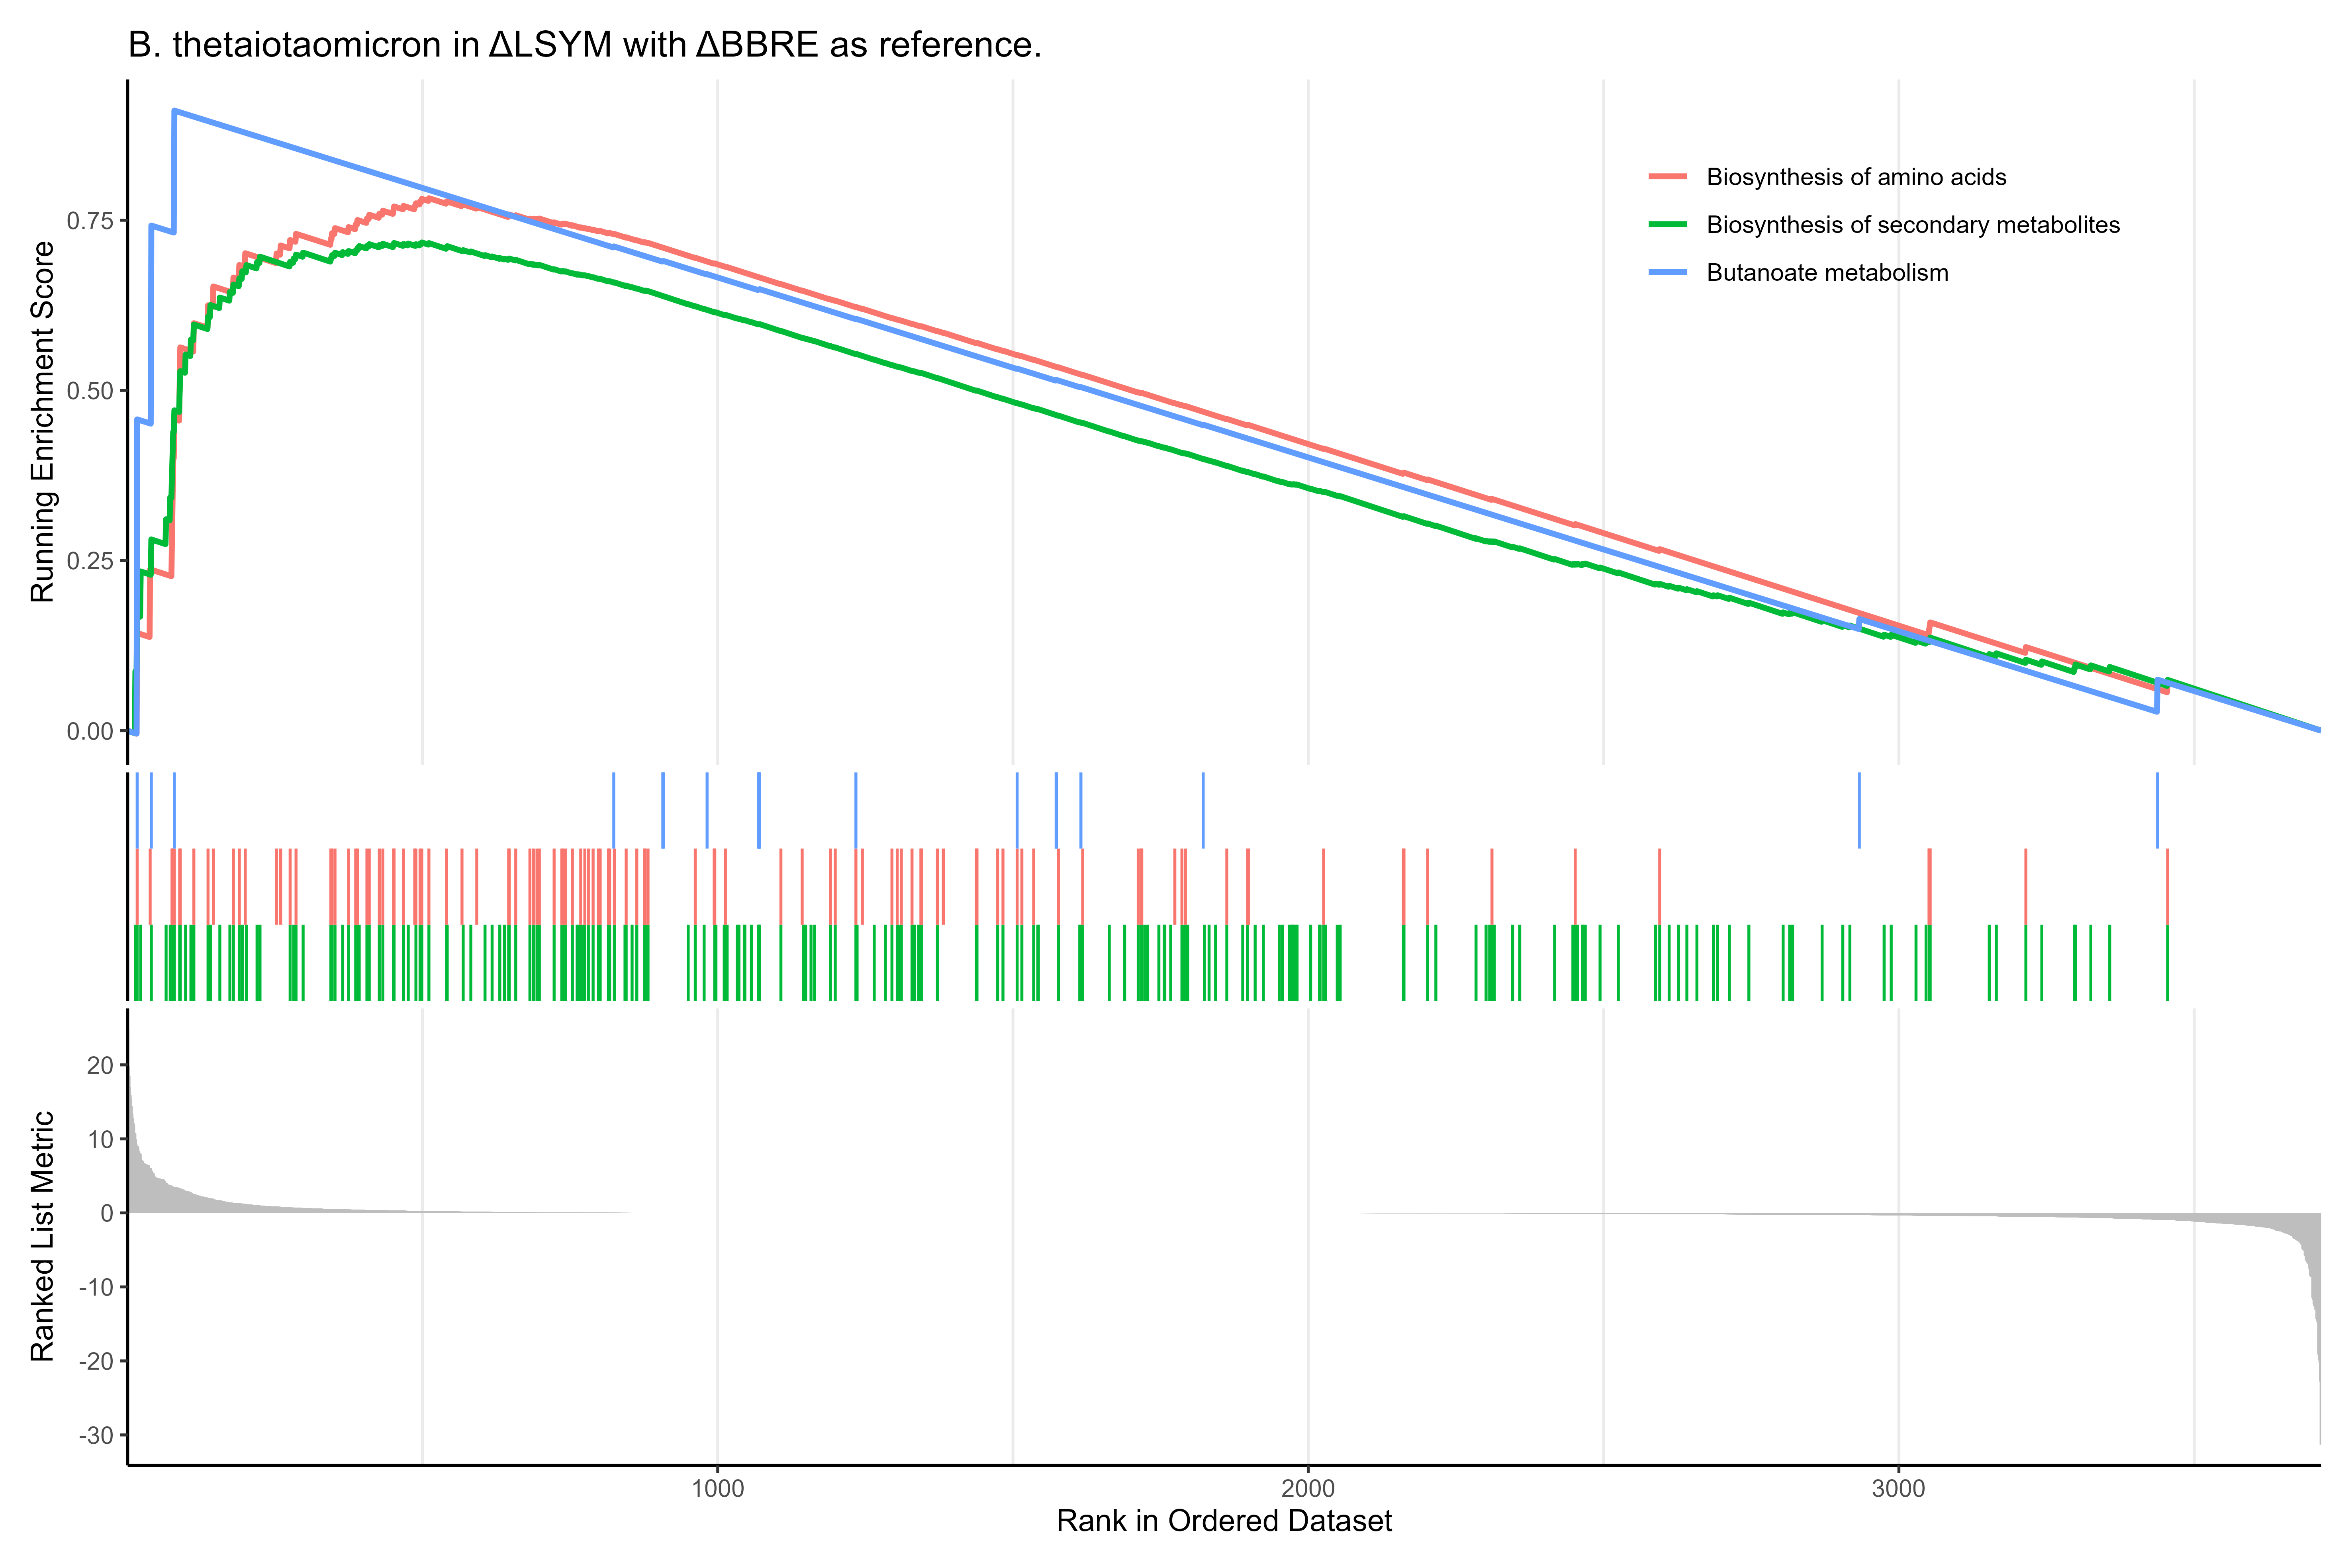 B. thetaiotaomicron in ΔLSYM with ΔBBRE as reference.
Running Enrichment Score
0.75
0.50
0.25
0.00
Biosynthesis of amino acids
Biosynthesis of secondary metabolites
Butanoate metabolism
Ranked List Metric
20
10
0
-10
-20
-30
1000
2000
3000
Rank in Ordered Dataset